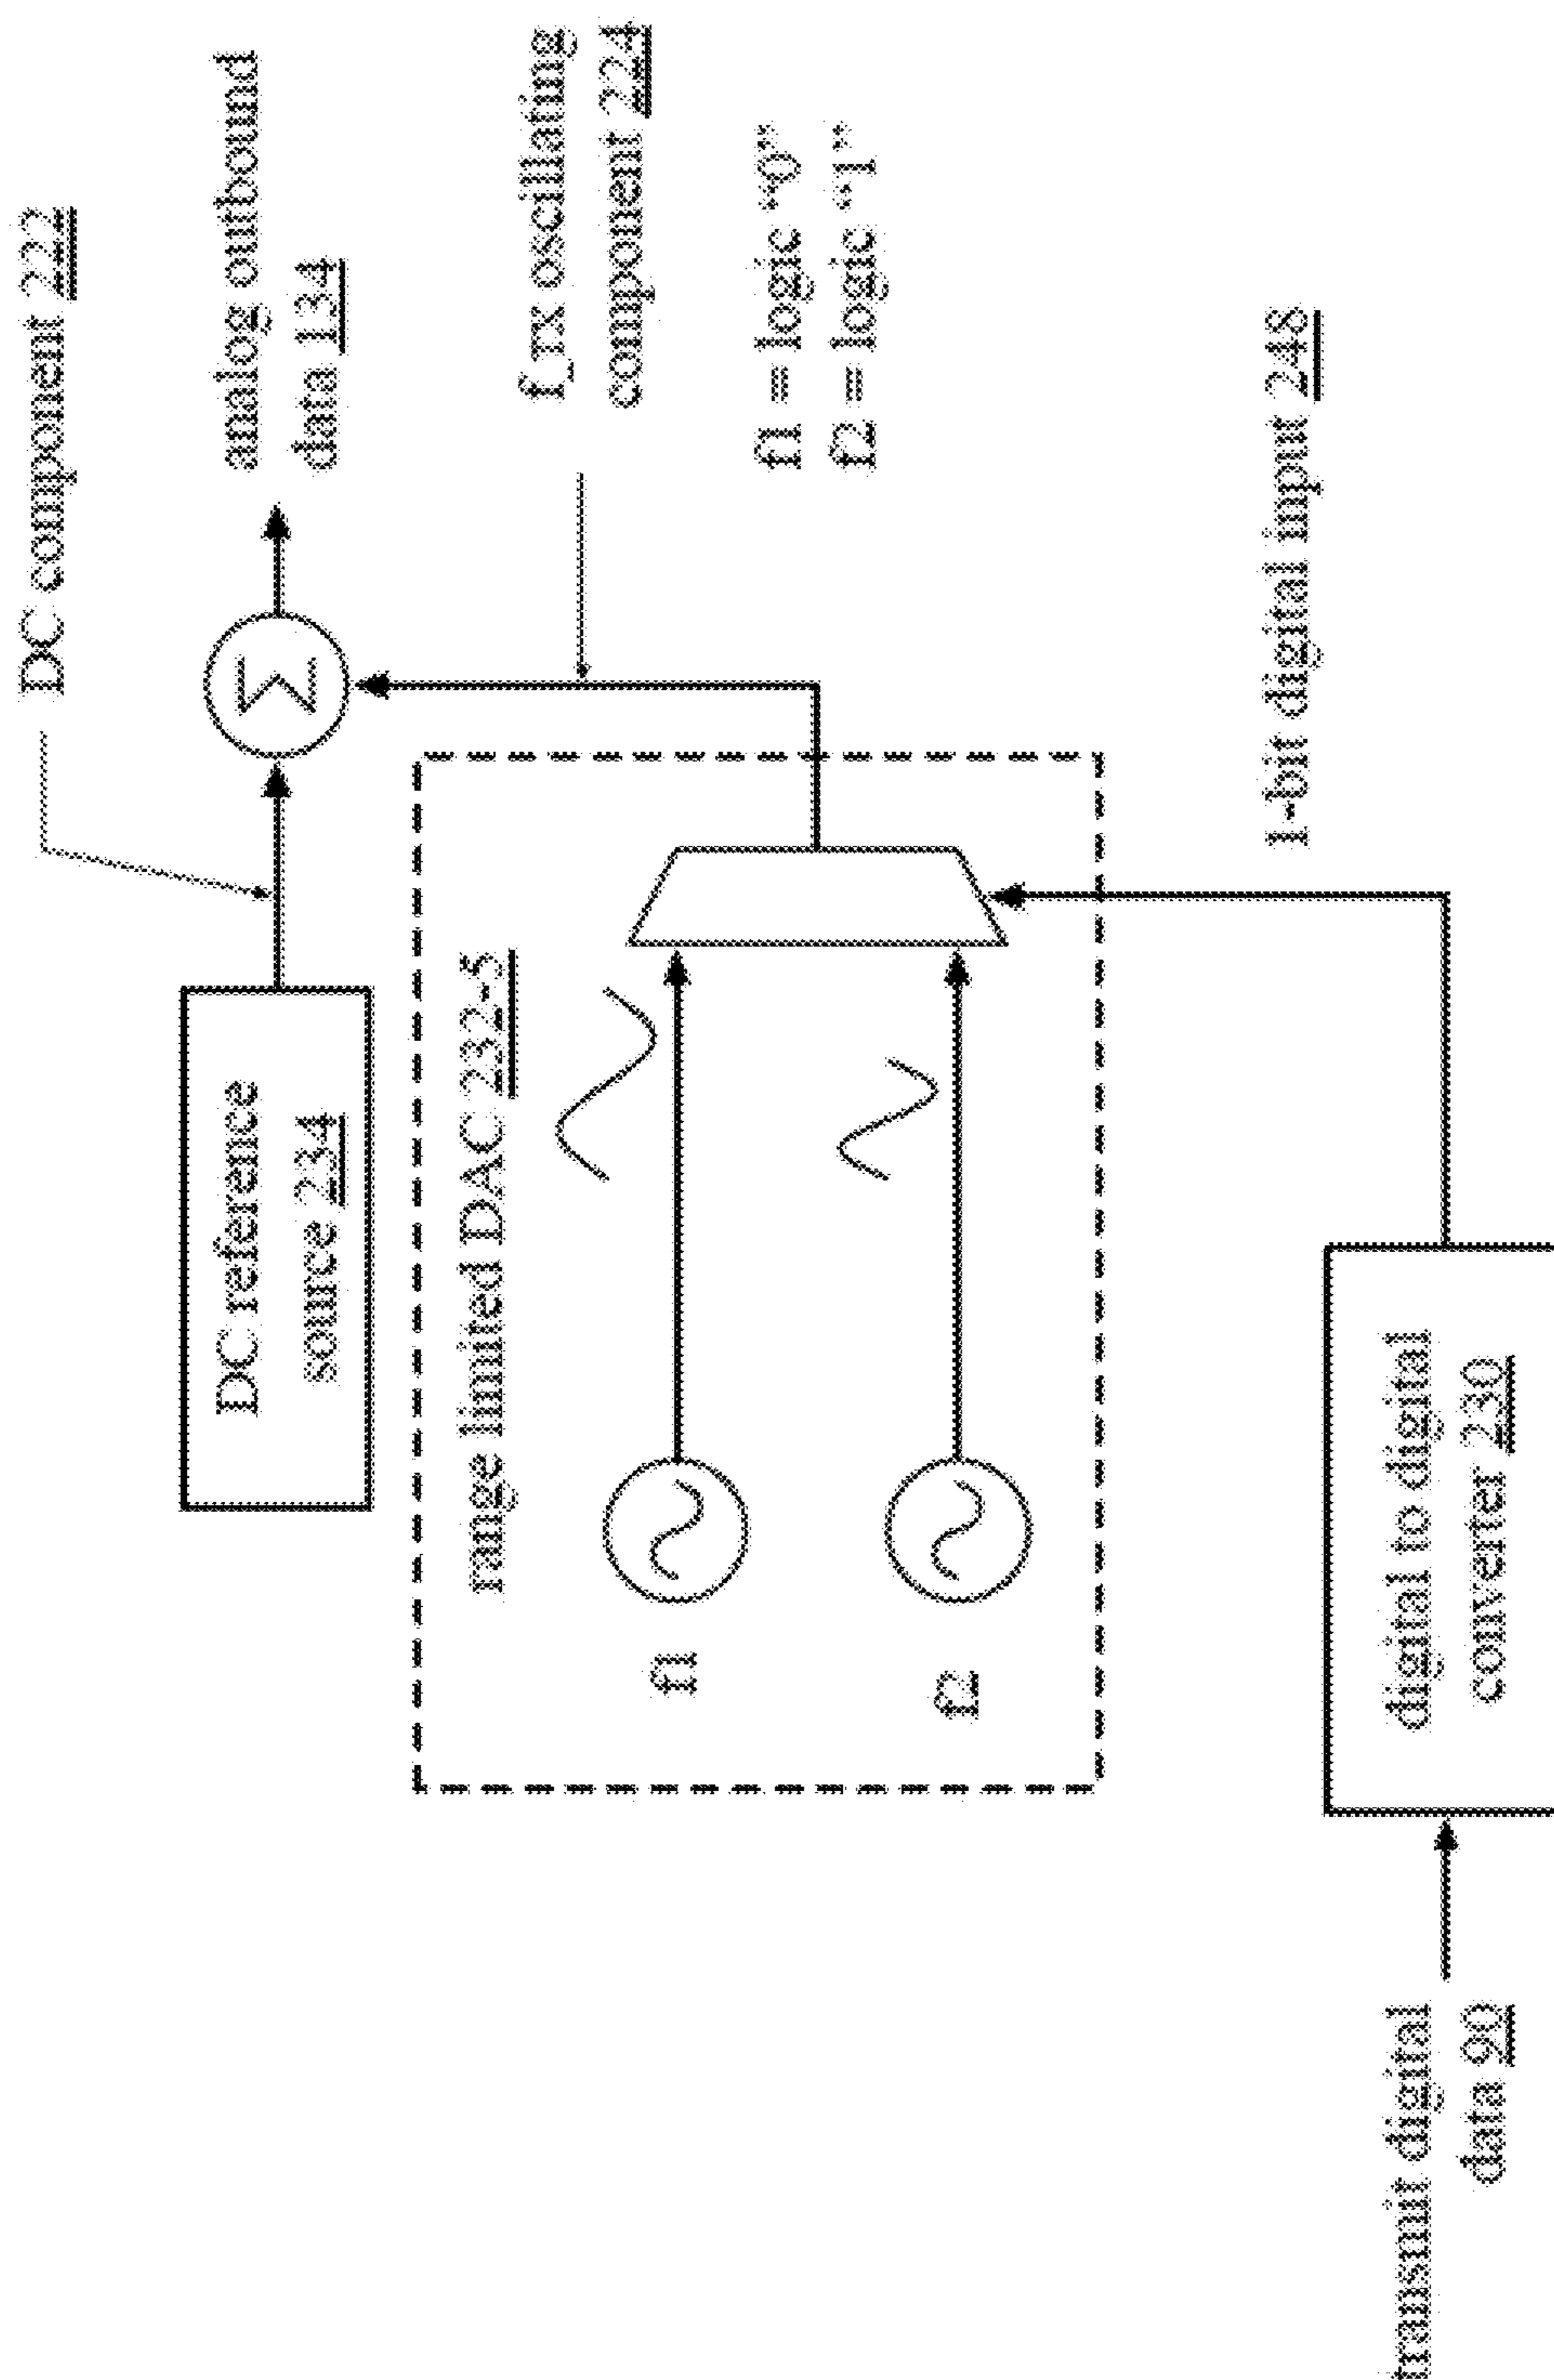 DC component 222
analog outbound
data 134
DC reference
source 234
f_rx oscillating
component 224
range limited DAC 232-5
f1 = logic “0”
f2 = logic “1”
f1
f2
1-bit digital input 248
transmit digital
data 90
digital to digital
converter 230
Σ